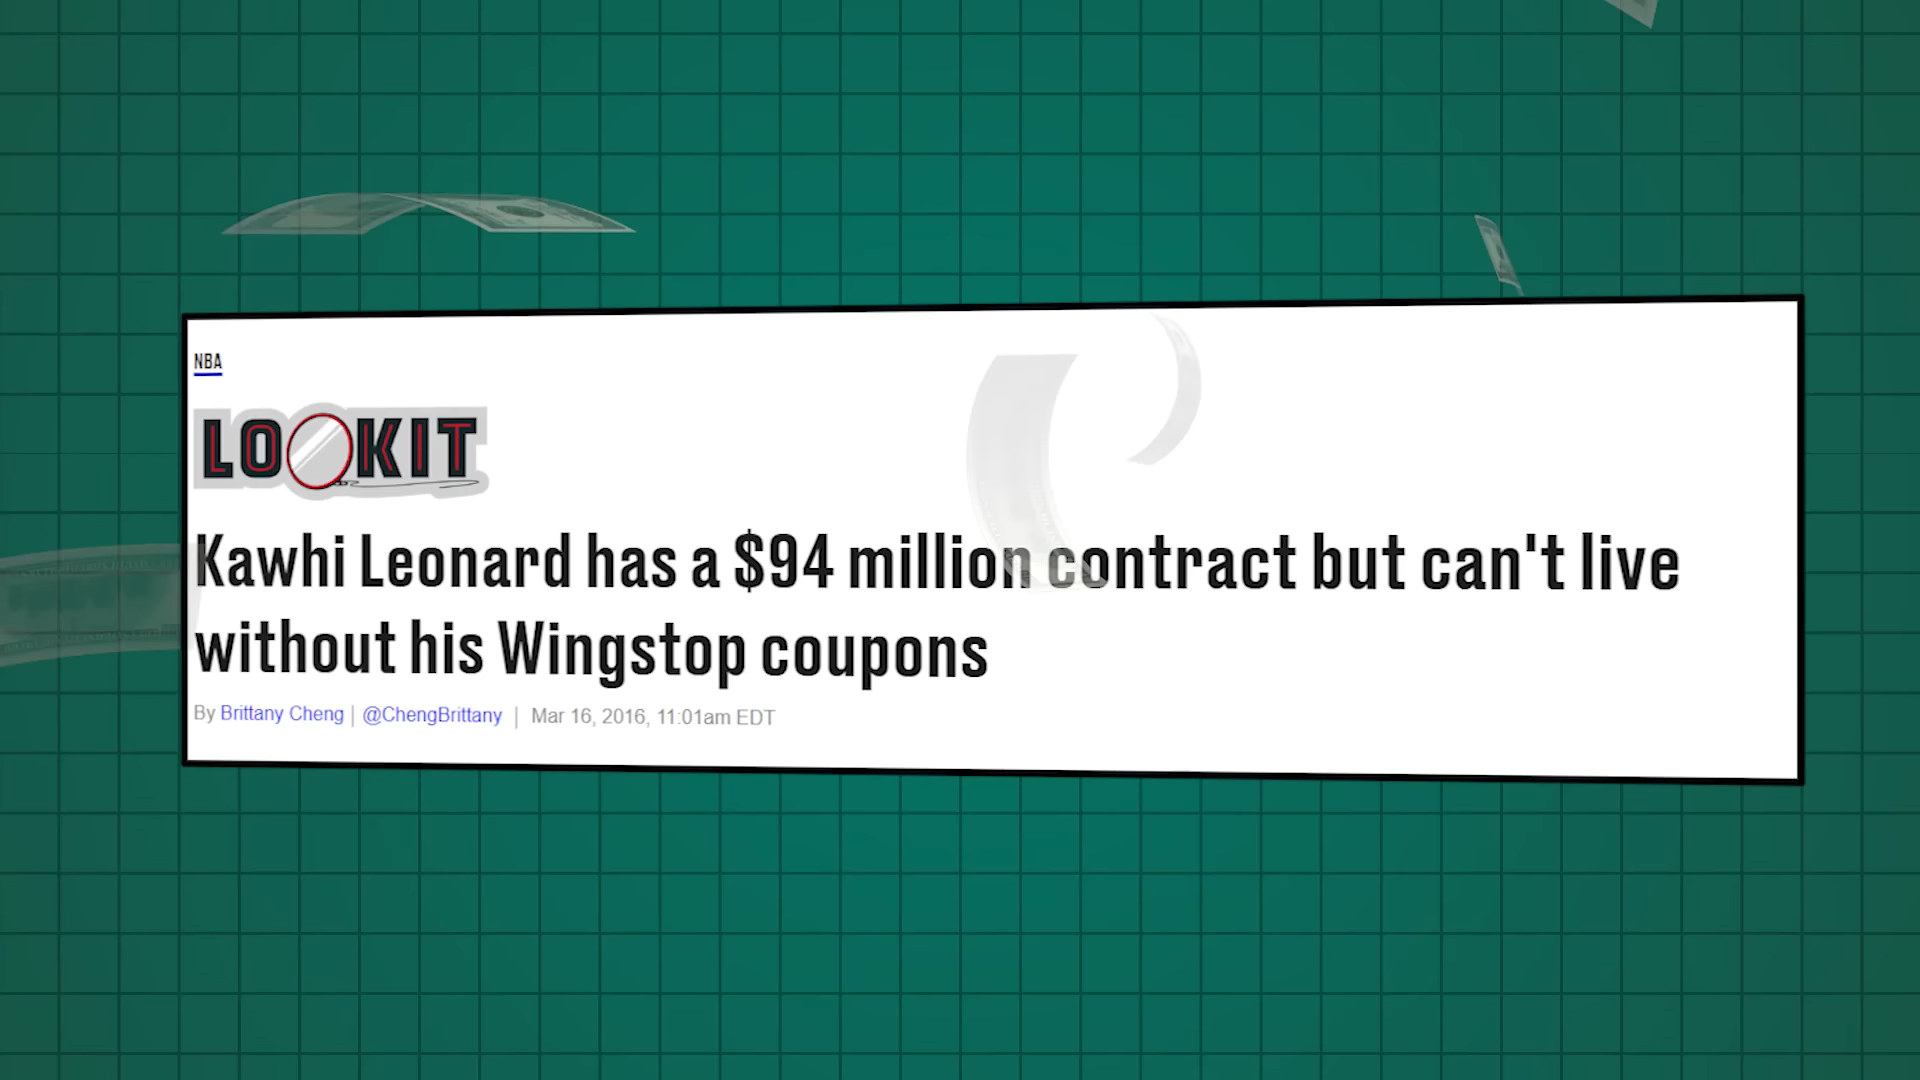 NBA
LOOKIT
Kawhi Leonard has a $94 million contract but can't live
without his Wingstop coupons
By Brittany Cheng | @ChengBrittany | Mar 16, 2016, 11:01am EDT